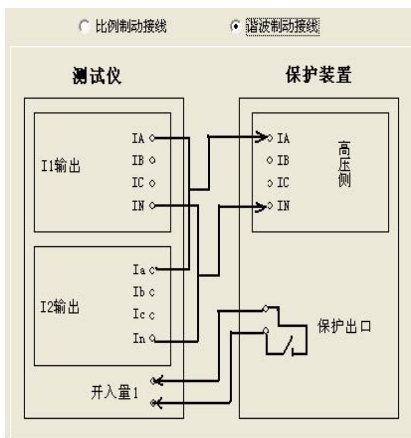 比例制动接线 谐波制动接线
测试仪 保护装置
I1输出
IA
IB
IC
IN
IA
IB
IC
IN
高压侧
I2输出
Ia
Ib
Ic
In
保护出口
开入量1